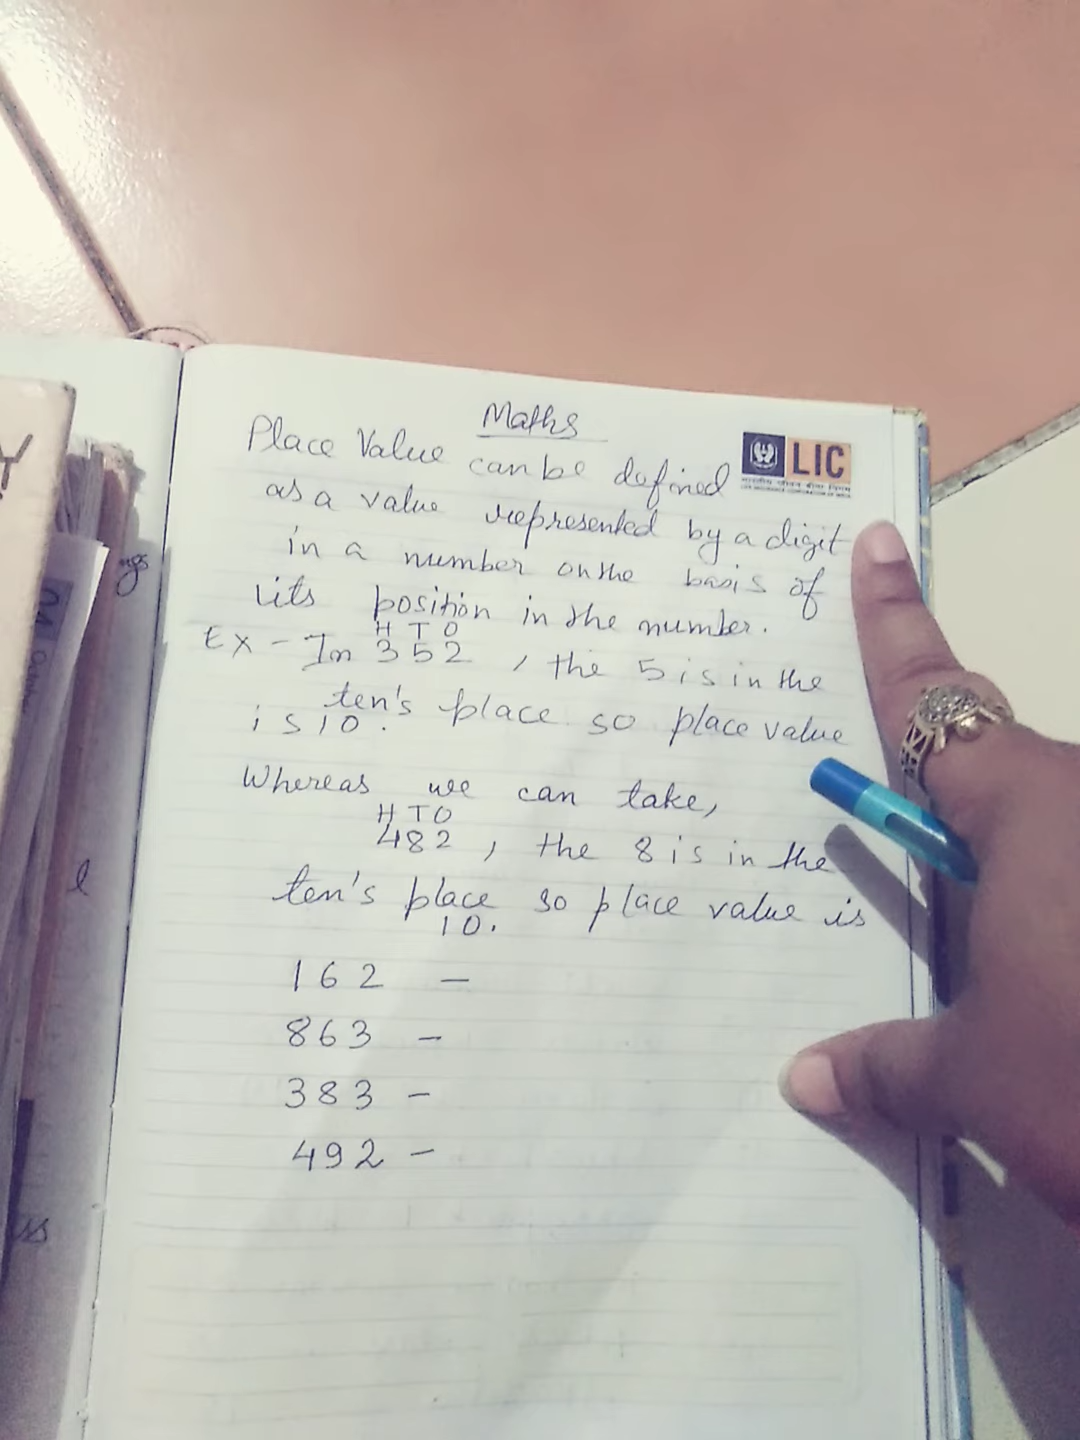 Maths
Place Value can be defined
LIC
as a value represented by a digit
in a number on the basis of
its position in the number.
H T O
Ex - In 352, the 5 is in the
ten's place so place value
is 10.
Whereas we can take,
H T O
482, the 8 is in the
ten's place so place value is
10.
162 -
863 -
383 -
492 -